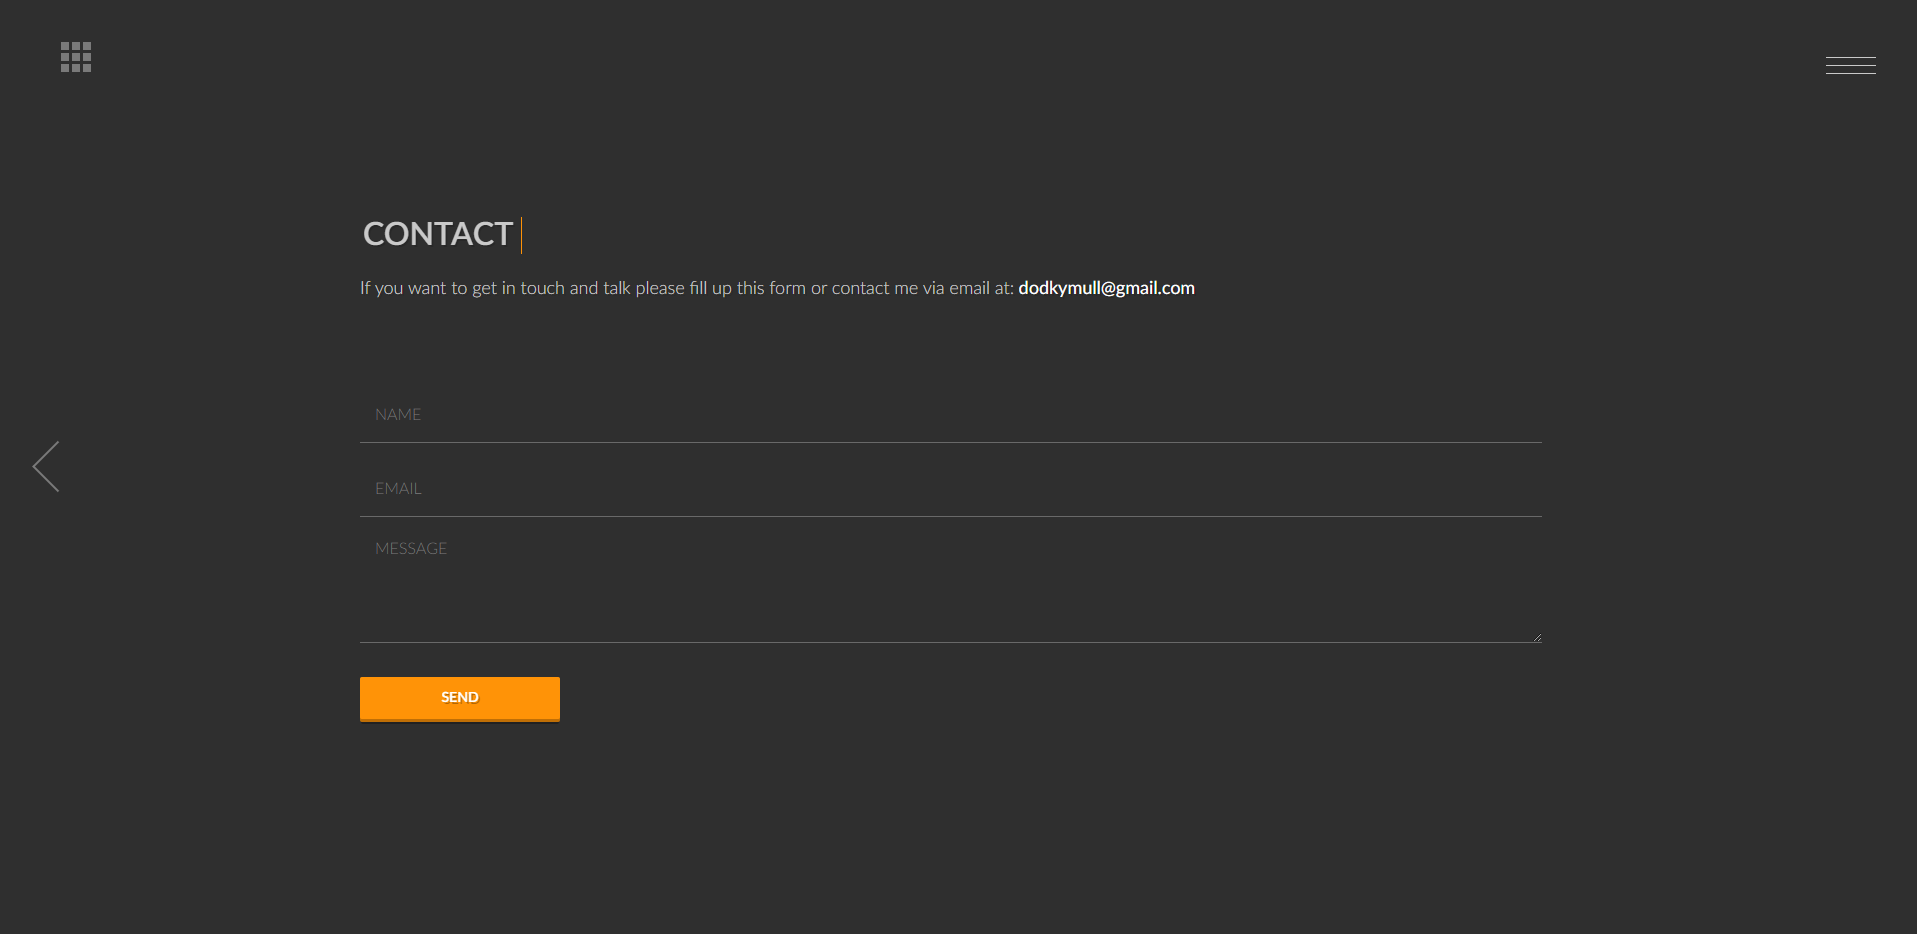 CONTACT
If you want to get in touch and talk please fill up this form or contact me via email at: dodkymull@gmail.com
NAME
EMAIL
MESSAGE
SEND